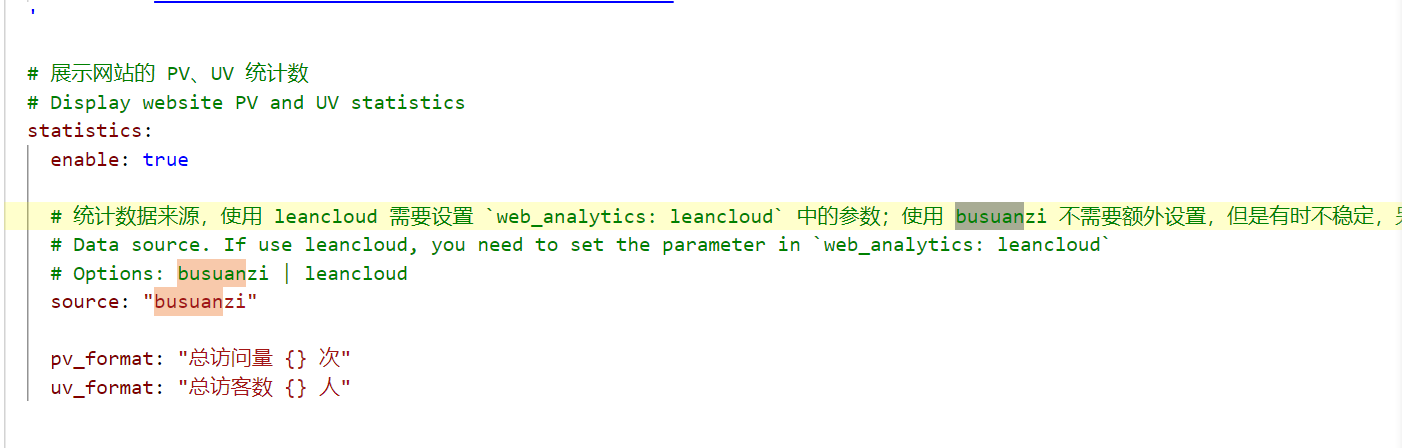 '
# 展示网站的 PV、UV 统计数
# Display website PV and UV statistics
statistics:
enable: true
# 统计数据来源，使用 leancloud 需要设置 `web_analytics: leancloud` 中的参数；使用 busuanzi 不需要额外设置，但是有时不稳定，
# Data source. If use leancloud, you need to set the parameter in `web_analytics: leancloud`
# Options: busuanzi | leancloud
source: "busuanzi"
pv_format: "总访问量 {} 次"
uv_format: "总访客数 {} 人"